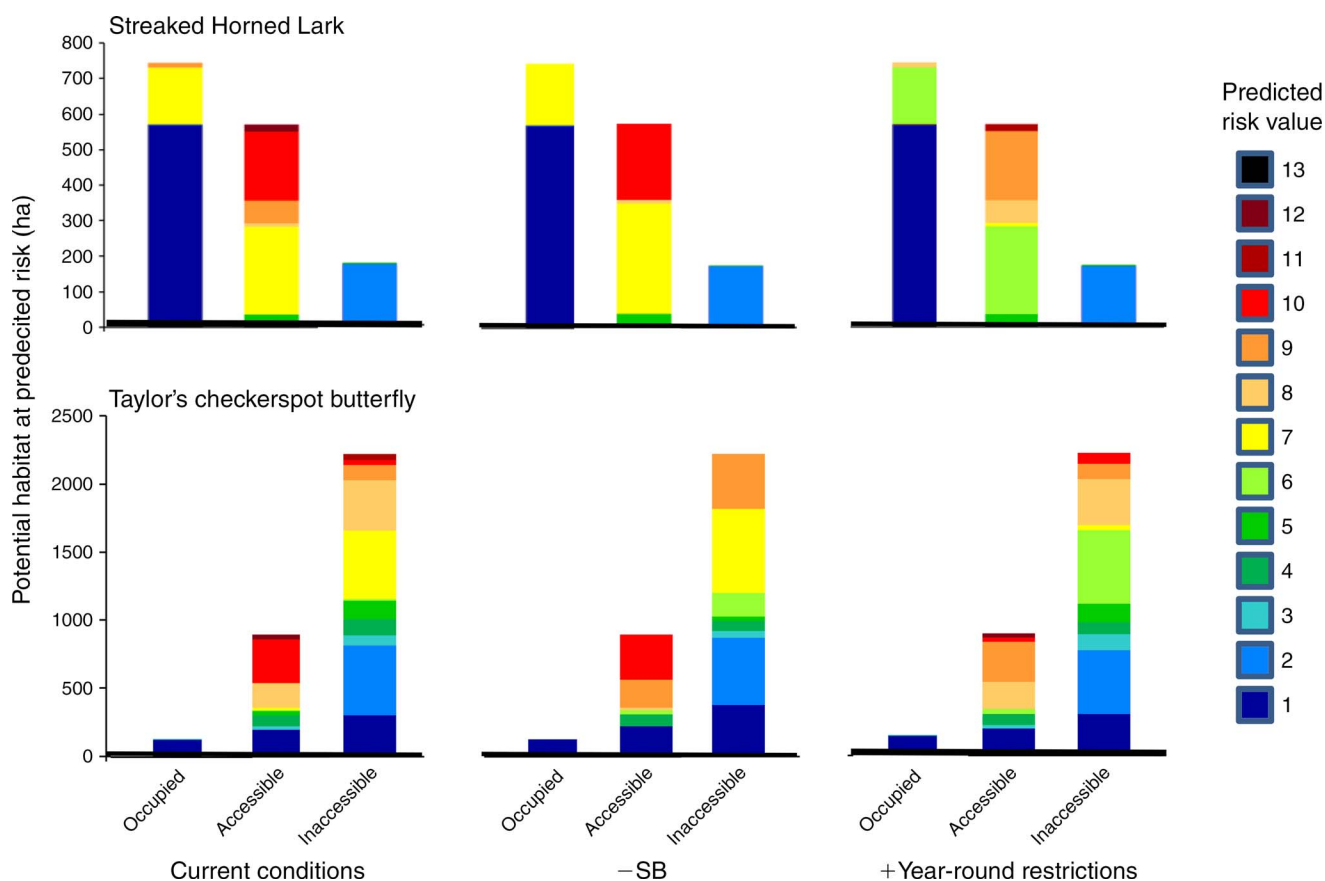 Streaked Horned Lark
800
700
600
500
400
300
200
100
0
Potential habitat at predecited risk (ha)
Taylor's checkerspot butterfly
2500
2000
1500
1000
500
0
Occupied
Accessible
Inaccessible
Occupied
Accessible
Inaccessible
Occupied
Accessible
Inaccessible
Current conditions
−SB
+Year-round restrictions
Predicted
risk value
13
12
11
10
9
8
7
6
5
4
3
2
1